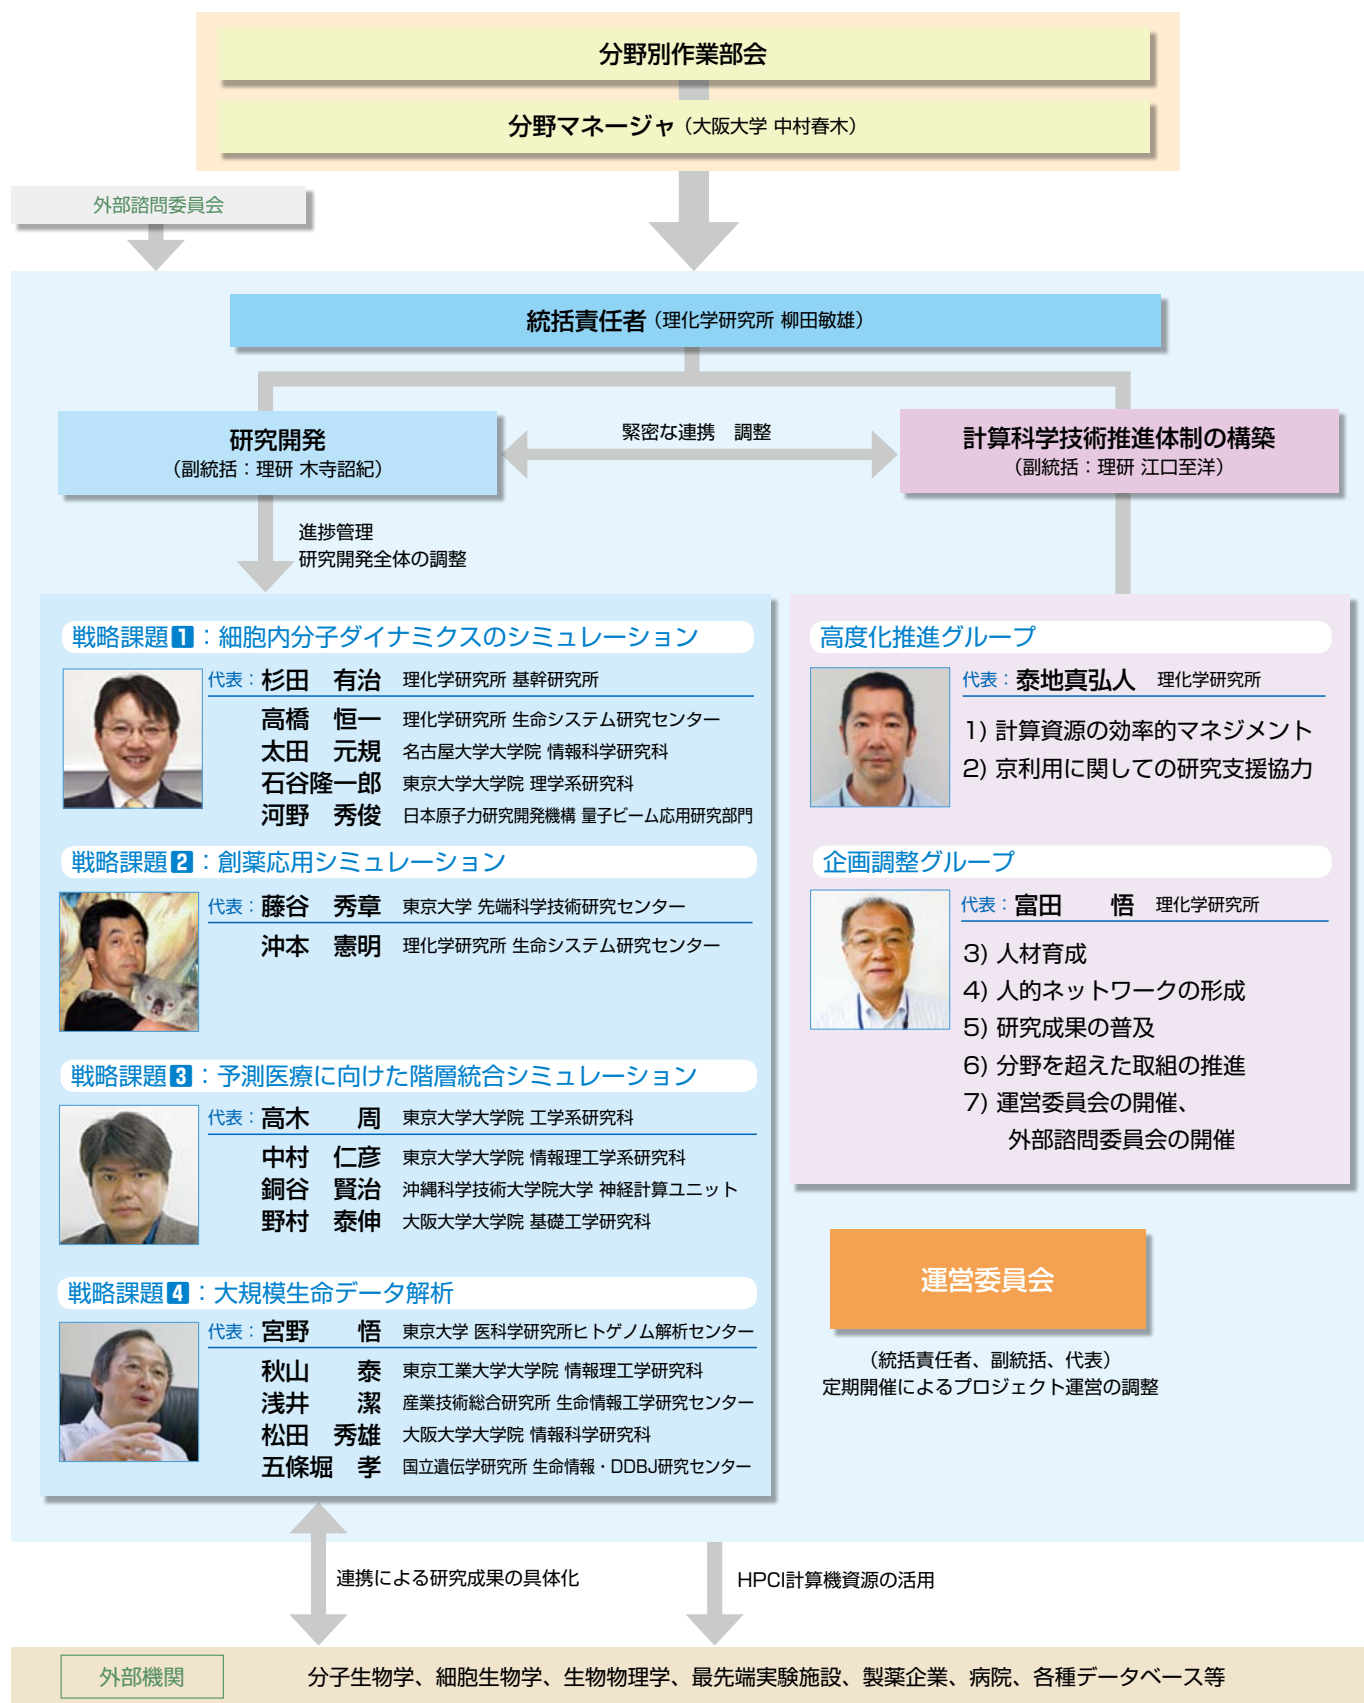 分野別作業部会
分野マネージャ（大阪大学 中村春木）
外部諮問委員会
統括責任者（理化学研究所 柳田敏雄）
研究開発
（副統括：理研 木寺詔紀）
緊密な連携　調整
計算科学技術推進体制の構築
（副統括：理研 江口至洋）
進捗管理
研究開発全体の調整
戦略課題1：細胞内分子ダイナミクスのシミュレーション
代表：杉田　有治　理化学研究所 基幹研究所
高橋　恒一　理化学研究所 生命システム研究センター
太田　元規　名古屋大学大学院 情報科学研究科
石谷隆一郎　東京大学大学院 理学系研究科
河野　秀俊　日本原子力研究開発機構 量子ビーム応用研究部門
戦略課題2：創薬応用シミュレーション
代表：藤谷　秀章　東京大学 先端科学技術研究センター
沖本　憲明　理化学研究所 生命システム研究センター
戦略課題3：予測医療に向けた階層統合シミュレーション
代表：高木　　周　東京大学大学院 工学系研究科
中村　仁彦　東京大学大学院 情報理工学系研究科
銅谷　賢治　沖縄科学技術大学院大学 神経計算ユニット
野村　泰伸　大阪大学大学院 基礎工学研究科
戦略課題4：大規模生命データ解析
代表：宮野　　悟　東京大学 医科学研究所ヒトゲノム解析センター
秋山　　泰　東京工業大学大学院 情報理工学研究科
浅井　　潔　産業技術総合研究所 生命情報工学研究センター
松田　秀雄　大阪大学大学院 情報科学研究科
五條堀　孝　国立遺伝学研究所 生命情報・DDBJ研究センター
高度化推進グループ
代表：泰地真弘人　理化学研究所
1) 計算資源の効率的マネジメント
2) 京利用に関しての研究支援協力
企画調整グループ
代表：富田　　悟　理化学研究所
3) 人材育成
4) 人的ネットワークの形成
5) 研究成果の普及
6) 分野を超えた取組の推進
7) 運営委員会の開催、
外部諮問委員会の開催
運営委員会
（統括責任者、副統括、代表）
定期開催によるプロジェクト運営の調整
連携による研究成果の具体化
HPCI計算機資源の活用
外部機関
分子生物学、細胞生物学、生物物理学、最先端実験施設、製薬企業、病院、各種データベース等